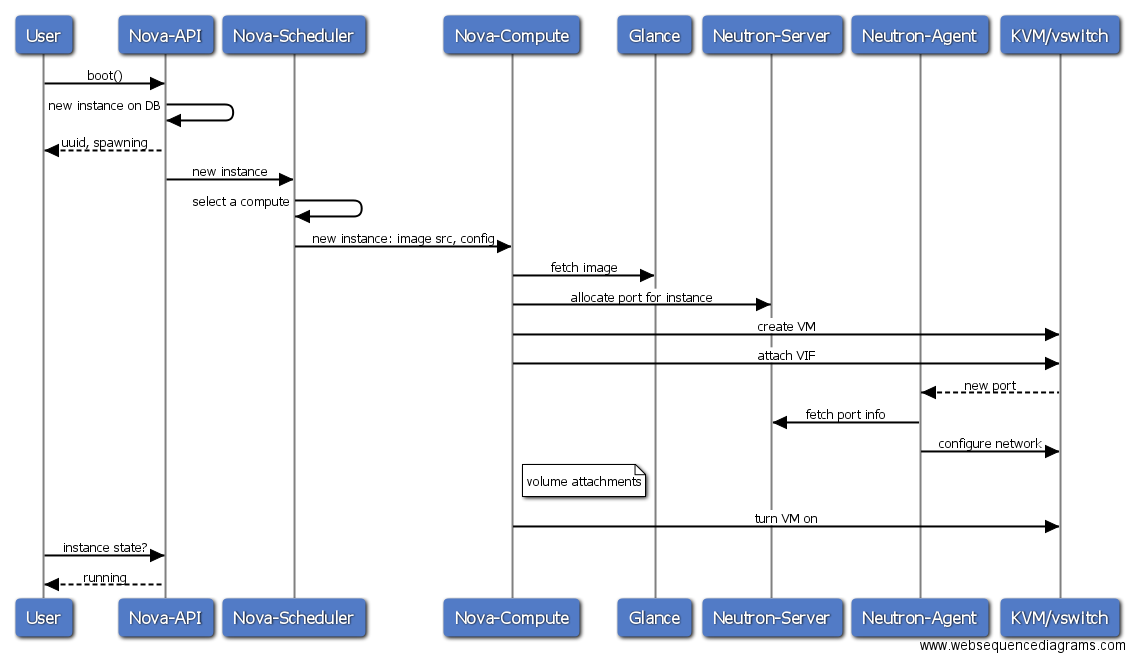 User Nova-API Nova-Scheduler Nova-Compute Glance Neutron-Server Neutron-Agent KVM/vswitch
boot()
new instance on DB
uuid, spawning
new instance
select a compute
new instance: image src, config
fetch image
allocate port for instance
create VM
attach VIF
new port
fetch port info
configure network
volume attachments
turn VM on
instance state?
running
User Nova-API Nova-Scheduler Nova-Compute Glance Neutron-Server Neutron-Agent KVM/vswitch
www.websequencediagrams.com